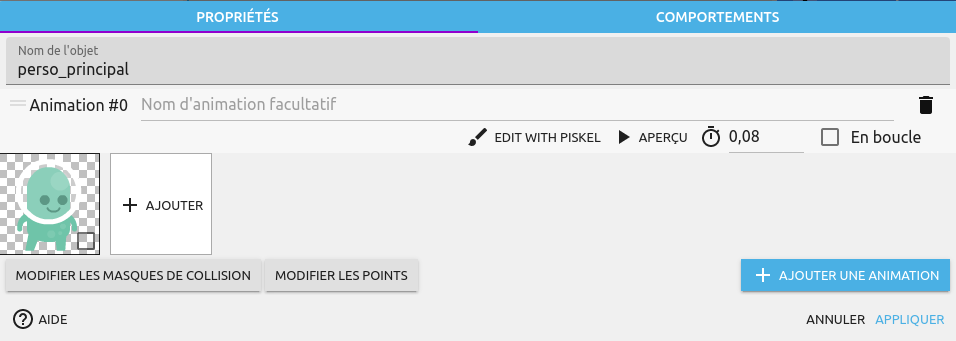 PROPRIÉTÉS
COMPORTEMENTS
Nom de l'objet
perso_principal
Animation #0 Nom d'animation facultatif
EDIT WITH PISKEL APERÇU 0,08 En boucle
AJOUTER
MODIFIER LES MASQUES DE COLLISION MODIFIER LES POINTS AJOUTER UNE ANIMATION
AIDE ANNULER APPLIQUER